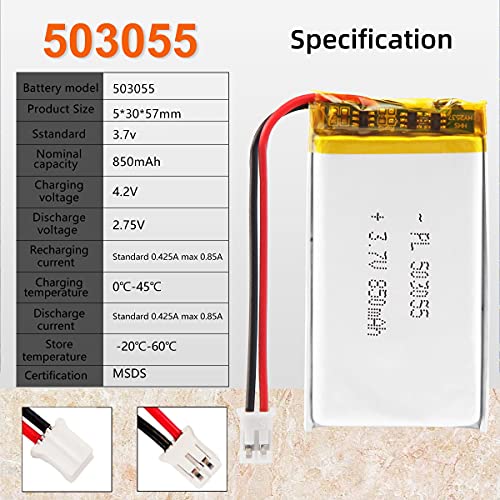 503055
Specification
Battery model 503055
Product Size 5*30*57mm
Sstandard 3.7v
Nominal capacity 850mAh
Charging voltage 4.2V
Discharge voltage 2.75V
Recharging current Standard 0.425A max 0.85A
Charging temperature 0℃-45℃
Discharge current Standard 0.425A max 0.85A
Store temperature -20℃-60℃
Certification MSDS
HHS
HY2537
~ PL 503055
+ 3.7V 850mAh